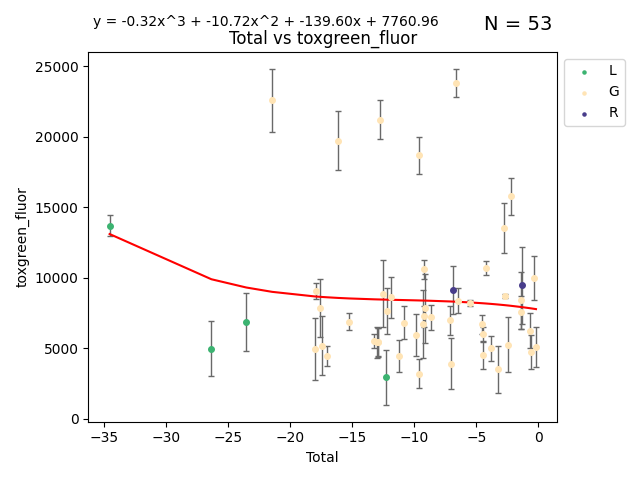 y = -0.32x^3 + -10.72x^2 + -139.60x + 7760.96
N = 53
Total vs toxgreen_fluor
25000
20000
15000
10000
5000
0
toxgreen_fluor
−35
−30
−25
−20
−15
−10
−5
0
Total
L
G
R